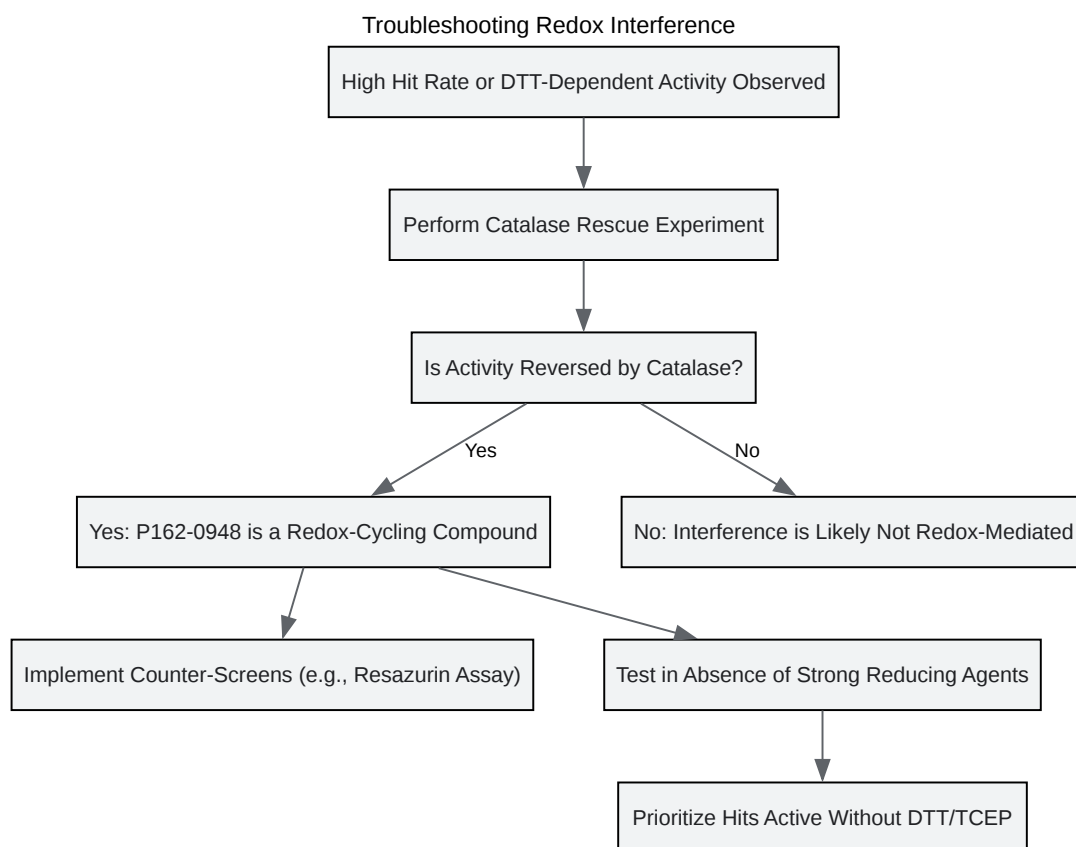 Troubleshooting Redox Interference
High Hit Rate or DTT-Dependent Activity Observed
Perform Catalase Rescue Experiment
Is Activity Reversed by Catalase?
Yes
No
Yes: P162-0948 is a Redox-Cycling Compound
No: Interference is Likely Not Redox-Mediated
Implement Counter-Screens (e.g., Resazurin Assay)
Test in Absence of Strong Reducing Agents
Prioritize Hits Active Without DTT/TCEP